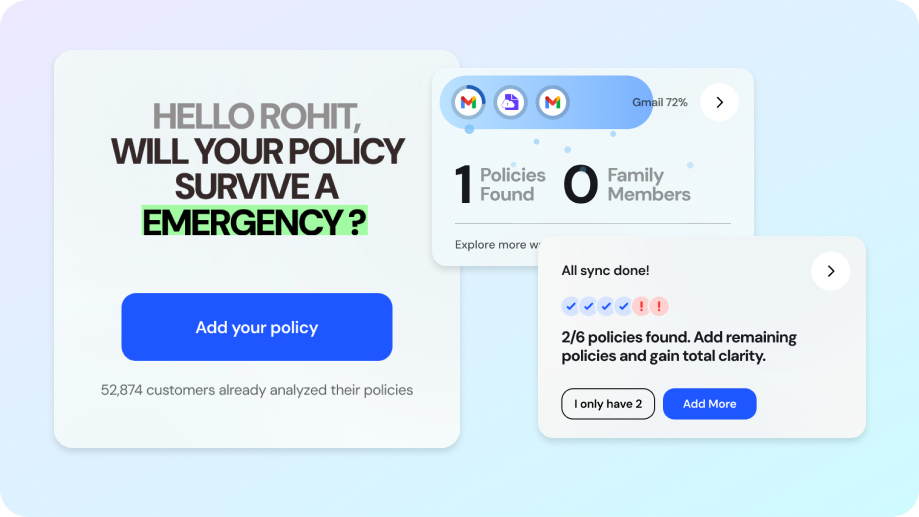 HELLO ROHIT,
WILL YOUR POLICY
SURVIVE A
EMERGENCY ?
Add your policy
52,874 customers already analyzed their policies
Gmail 72%
1 Policies Found
0 Family Members
Explore more w
All sync done!
2/6 policies found. Add remaining
policies and gain total clarity.
I only have 2
Add More